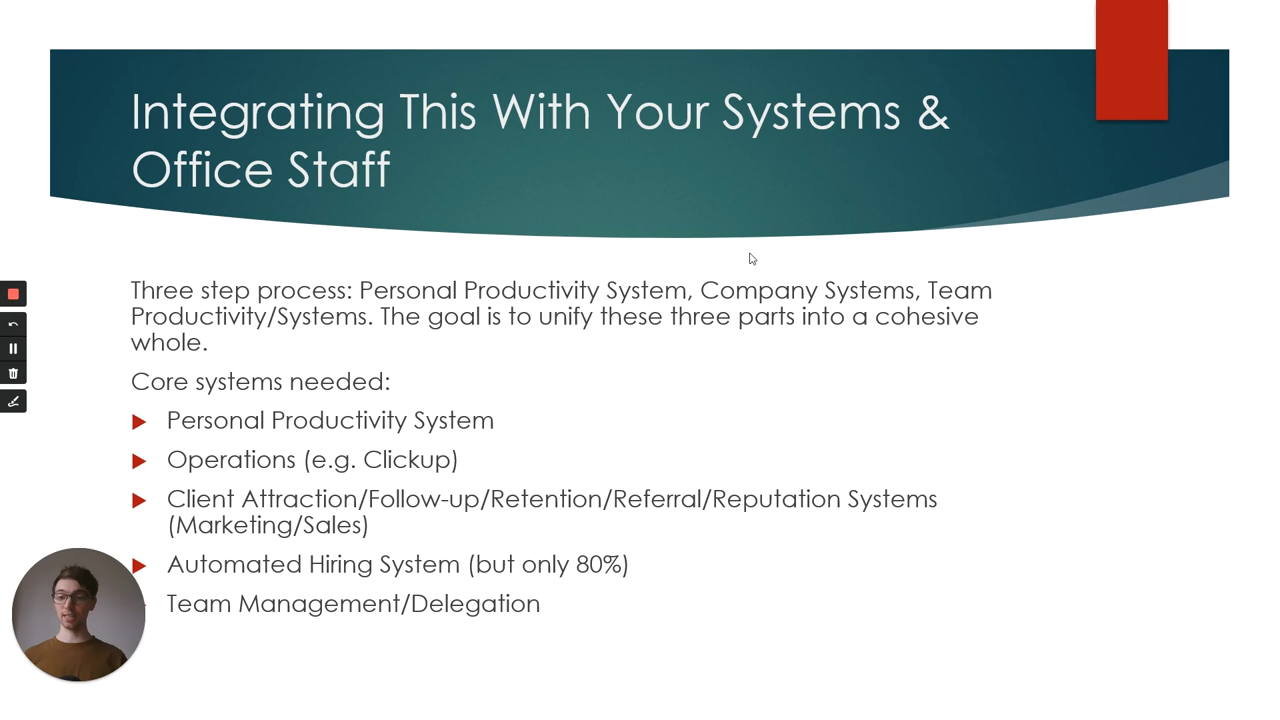 Integrating This With Your Systems &
Office Staff
Three step process: Personal Productivity System, Company Systems, Team
Productivity/Systems. The goal is to unify these three parts into a cohesive
whole.
Core systems needed:
Personal Productivity System
Operations (e.g. Clickup)
Client Attraction/Follow-up/Retention/Referral/Reputation Systems
(Marketing/Sales)
Automated Hiring System (but only 80%)
Team Management/Delegation